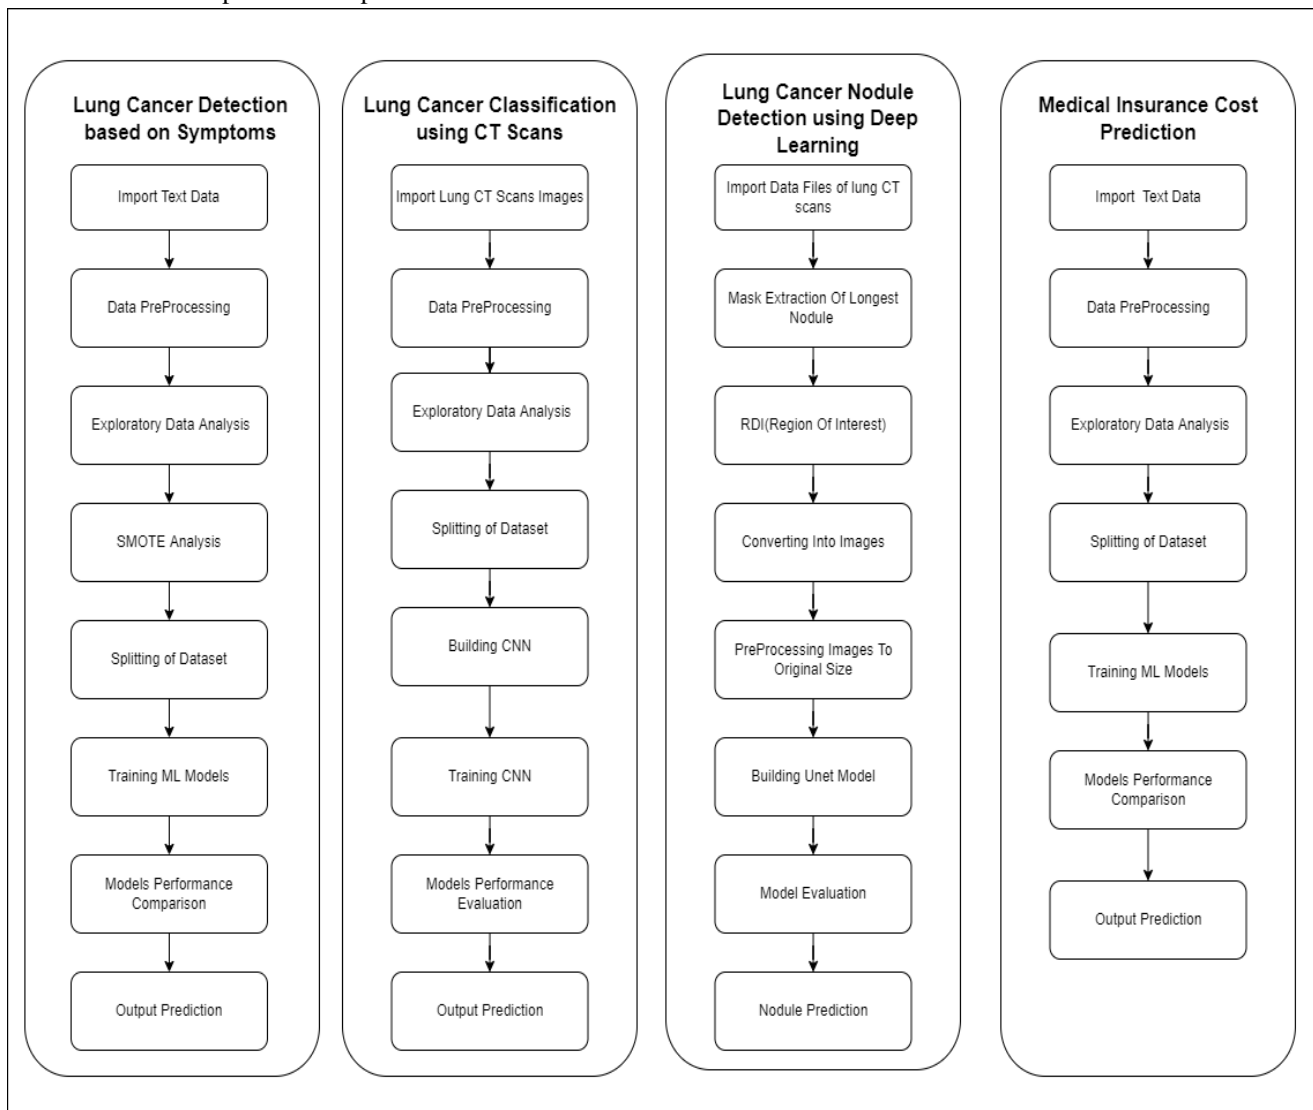 Lung Cancer Detection
based on Symptoms
Import Text Data
Data PreProcessing
Exploratory Data Analysis
SMOTE Analysis
Splitting of Dataset
Training ML Models
Models Performance
Comparison
Output Prediction
Lung Cancer Classification
using CT Scans
Import Lung CT Scans Images
Data PreProcessing
Exploratory Data Analysis
Splitting of Dataset
Building CNN
Training CNN
Models Performance
Evaluation
Output Prediction
Lung Cancer Nodule
Detection using Deep
Learning
Import Data Files of lung CT
scans
Mask Extraction Of Longest
Nodule
RDI(Region Of Interest)
Converting Into Images
PreProcessing Images To
Original Size
Building Unet Model
Model Evaluation
Nodule Prediction
Medical Insurance Cost
Prediction
Import Text Data
Data PreProcessing
Exploratory Data Analysis
Splitting of Dataset
Training ML Models
Models Performance
Comparison
Output Prediction